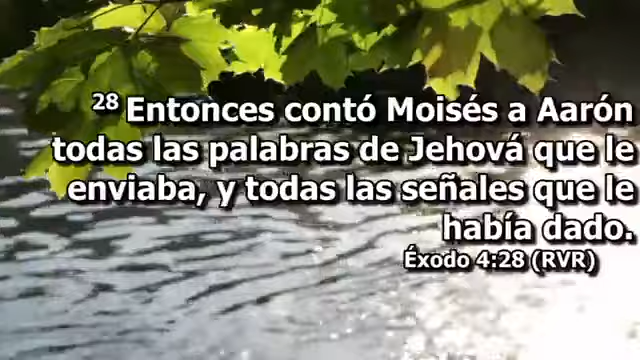 28 Entonces contó Moisés a Aarón
todas las palabras de Jehová que le
enviaba, y todas las señales que le
había dado.
Éxodo 4:28 (RVR)